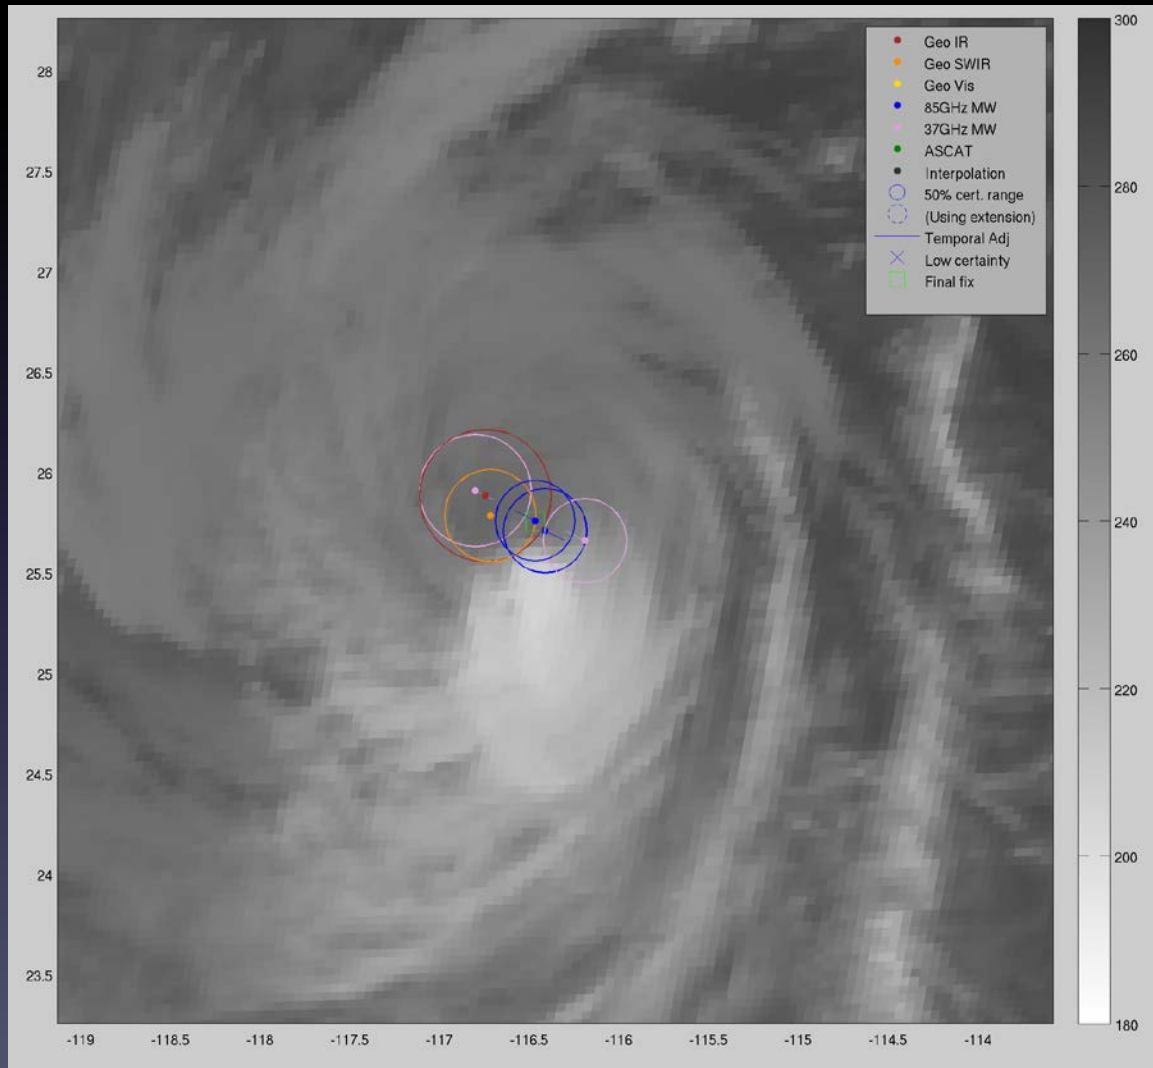 Geo IR
Geo SWIR
Geo Vis
85GHz MW
37GHz MW
ASCAT
Interpolation
50% cert. range
(Using extension)
Temporal Adj
Low certainty
Final fix
28
27.5
27
26.5
26
25.5
25
24.5
24
23.5
-119 -118.5 -118 -117.5 -117 -116.5 -116 -115.5 -115 -114.5 -114
300
280
260
240
220
200
180